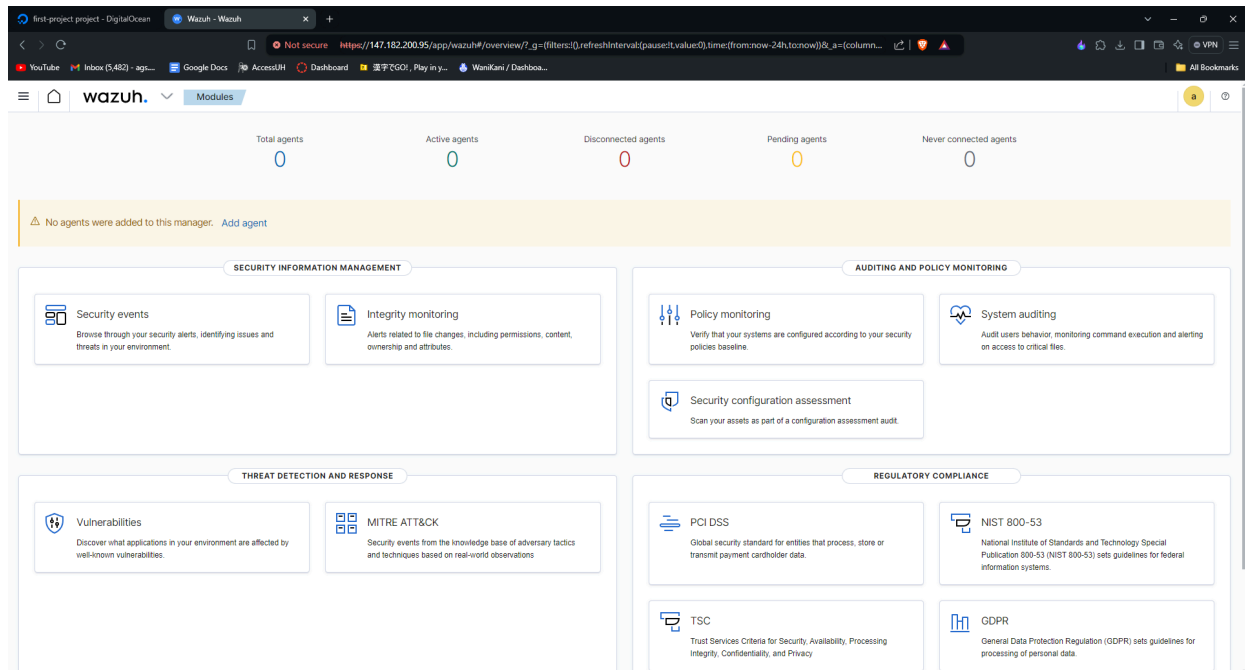 first-project project - DigitalOcean
Wazuh - Wazuh
Not secure https://147.182.200.95/app/wazuh#/overview/?_g=(filters:!(),refreshInterval:(pause:!t,value:0),time:(from:now-24h,to:now))&_a=(column...
VPN
YouTube
Inbox (5,482) - ags....
Google Docs
AccessUH
Dashboard
漢字でGO!, Play in y...
WaniKani / Dashboa...
All Bookmarks
wazuh.
Modules
a
Total agents
0
Active agents
0
Disconnected agents
0
Pending agents
0
Never connected agents
0
No agents were added to this manager. Add agent
SECURITY INFORMATION MANAGEMENT
Security events
Browse through your security alerts, identifying issues and
threats in your environment.
Integrity monitoring
Alerts related to file changes, including permissions, content,
ownership and attributes.
AUDITING AND POLICY MONITORING
Policy monitoring
Verify that your systems are configured according to your security
policies baseline.
System auditing
Audit users behavior, monitoring command execution and alerting
on access to critical files.
Security configuration assessment
Scan your assets as part of a configuration assessment audit.
THREAT DETECTION AND RESPONSE
Vulnerabilities
Discover what applications in your environment are affected by
well-known vulnerabilities.
MITRE ATT&CK
Security events from the knowledge base of adversary tactics
and techniques based on real-world observations
REGULATORY COMPLIANCE
PCI DSS
Global security standard for entities that process, store or
transmit payment cardholder data.
NIST 800-53
National Institute of Standards and Technology Special
Publication 800-53 (NIST 800-53) sets guidelines for federal
information systems.
TSC
Trust Services Criteria for Security, Availability, Processing
Integrity, Confidentiality, and Privacy
GDPR
General Data Protection Regulation (GDPR) sets guidelines for
processing of personal data.